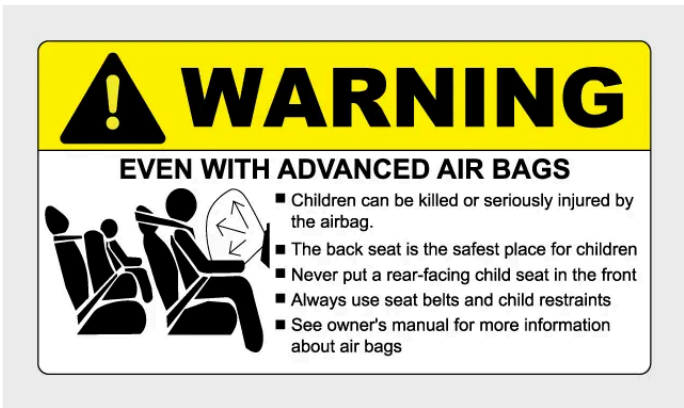 WARNING
EVEN WITH ADVANCED AIR BAGS
■ Children can be killed or seriously injured by
the airbag.
■ The back seat is the safest place for children
■ Never put a rear-facing child seat in the front
■ Always use seat belts and child restraints
■ See owner's manual for more information
about air bags